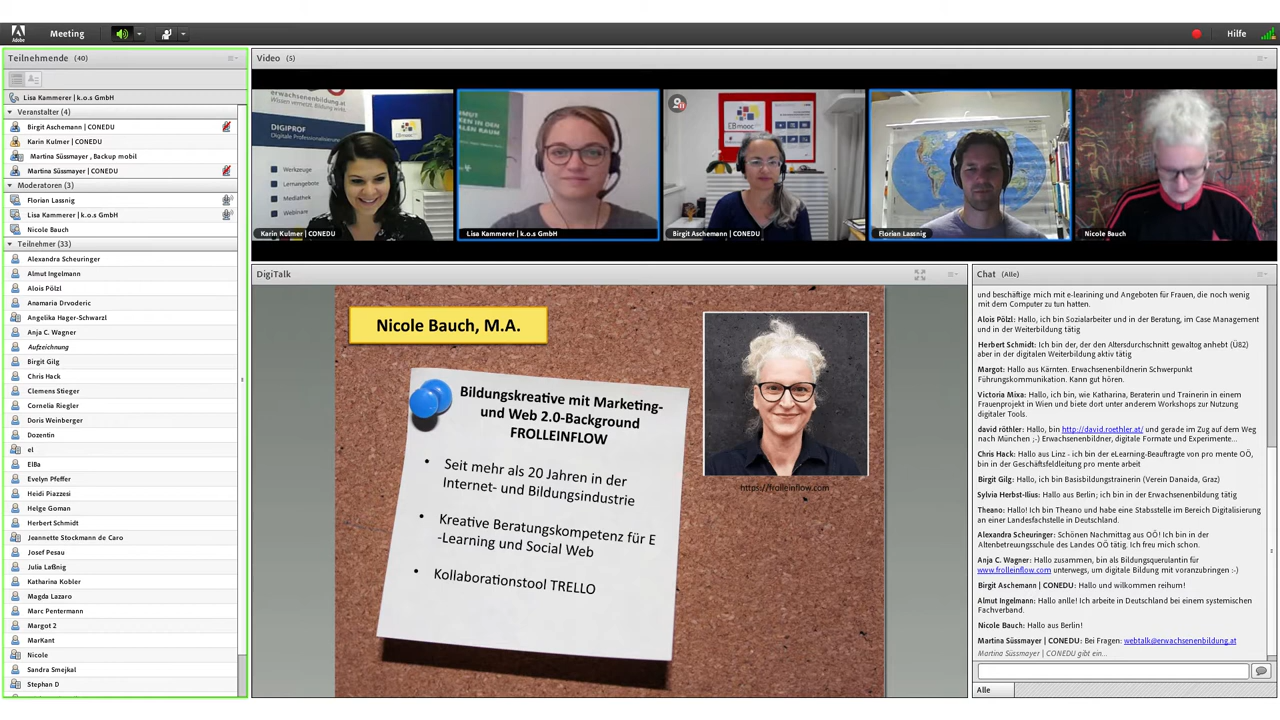 Adobe
Meeting
Hilfe
Teilnehmende (40)
Lisa Kammerer | k.o.s GmbH
Veranstalter (4)
Birgit Aschemann | CONEDU
Karin Kulmer | CONEDU
Martina Süssmayer , Backup mobil
Martina Süssmayer | CONEDU
Moderatoren (3)
Florian Lassnig
Lisa Kammerer | k.o.s GmbH
Nicole Bauch
Teilnehmer (33)
Alexandra Scheuringer
Almut Ingelmann
Alois Pölzl
Anamaria Drvoderic
Angelika Hager-Schwarzl
Anja C. Wagner
Aufzeichnung
Birgit Gilg
Chris Hack
Clemens Stieger
Cornelia Riegler
Doris Weinberger
Dozentin
el
ElBa
Evelyn Pfeffer
Heidi Piazzesi
Helge Goman
Herbert Schmidt
Jeannette Stockmann de Caro
Josef Pesau
Julia Laßnig
Katharina Kobler
Magda Lazaro
Marc Pentermann
Margot 2
MarKant
Nicole
Sandra Smejkal
Stephan D
Video (5)
erwachsenenbildung.at
Wissen vernetzt. Bildung wirkt.
DIGIPROF
Digitale Professionalisierung
Werkzeuge
Lernangebote
Mediathek
Webinare
EBmooc
Karin Kulmer | CONEDU
Lisa Kammerer | k.o.s GmbH
EBmooc
Birgit Aschemann | CONEDU
Florian Lassnig
Nicole Bauch
DigiTalk
Nicole Bauch, M.A.
Bildungskreative mit Marketing-
und Web 2.0-Background
FROLLEINFLOW
• Seit mehr als 20 Jahren in der
Internet- und Bildungsindustrie
• Kreative Beratungskompetenz für E
-Learning und Social Web
• Kollaborationstool TRELLO
https://frolleinflow.com
Chat (Alle)
und beschäftige mich mit e-learining und Angeboten für Frauen, die noch wenig
mit dem Computer zu tun hatten.
Alois Pölzl: Hallo, ich bin Sozialarbeiter und in der Beratung, im Case Management
und in der Weiterbildung tätig
Herbert Schmidt: Ich bin der, der den Altersdurchschnitt gewaltog anhebt (Ü82)
aber in der digitalen Weiterbildung aktiv tätig
Margot: Hallo aus Kärnten. Erwachsenenbildnerin Schwerpunkt
Führungskommunikation. Kann gut hören.
Victoria Mixa: Hallo, ich bin, wie Katharina, Beraterin und Trainerin in einem
Frauenprojekt in Wien und biete dort unter anderem Workshops zur Nutzung
digitaler Tools.
david röthler: Hallo, bin http://david.roethler.at/ und gerade im Zug auf dem Weg
nach München ;-) Erwachsenenbildner, digitale Formate und Experimente...
Chris Hack: Hallo aus Linz - ich bin der eLearning-Beauftragte von pro mente OÖ,
bin in der Geschäftsfeldleitung pro mente arbeit
Birgit Gilg: Hallo, ich bin Basisbildungstrainerin (Verein Danaida, Graz)
Sylvia Herbst-Ilius: Hallo aus Berlin; ich bin in der Erwachsenenbildung tätig
Theano: Hallo! Ich bin Theano und habe eine Stabsstelle im Bereich Digitalisierung
an einer Landesfachstelle in Deutschland.
Alexandra Scheuringer: Schönen Nachmittag aus OÖ! Ich bin in der
Altenbetreuungsschule des Landes OÖ tätig. Ich freu mich schon.
Anja C. Wagner: Hallo zusammen, bin als Bildungsquerulantin für
www.frolleinflow.com unterwegs, um digitale Bildung mit voranzubringen :-)
Birgit Aschemann | CONEDU: Hallo und wilkommen reihum!
Almut Ingelmann: Hallo anlle! Ich arbeite in Deutschland bei einem systemischen
Fachverband.
Nicole Bauch: Hallo aus Berlin!
Martina Süssmayer | CONEDU: Bei Fragen: webtalk@erwachsenenbildung.at
Martina Süssmayer | CONEDU gibt ein...
Alle